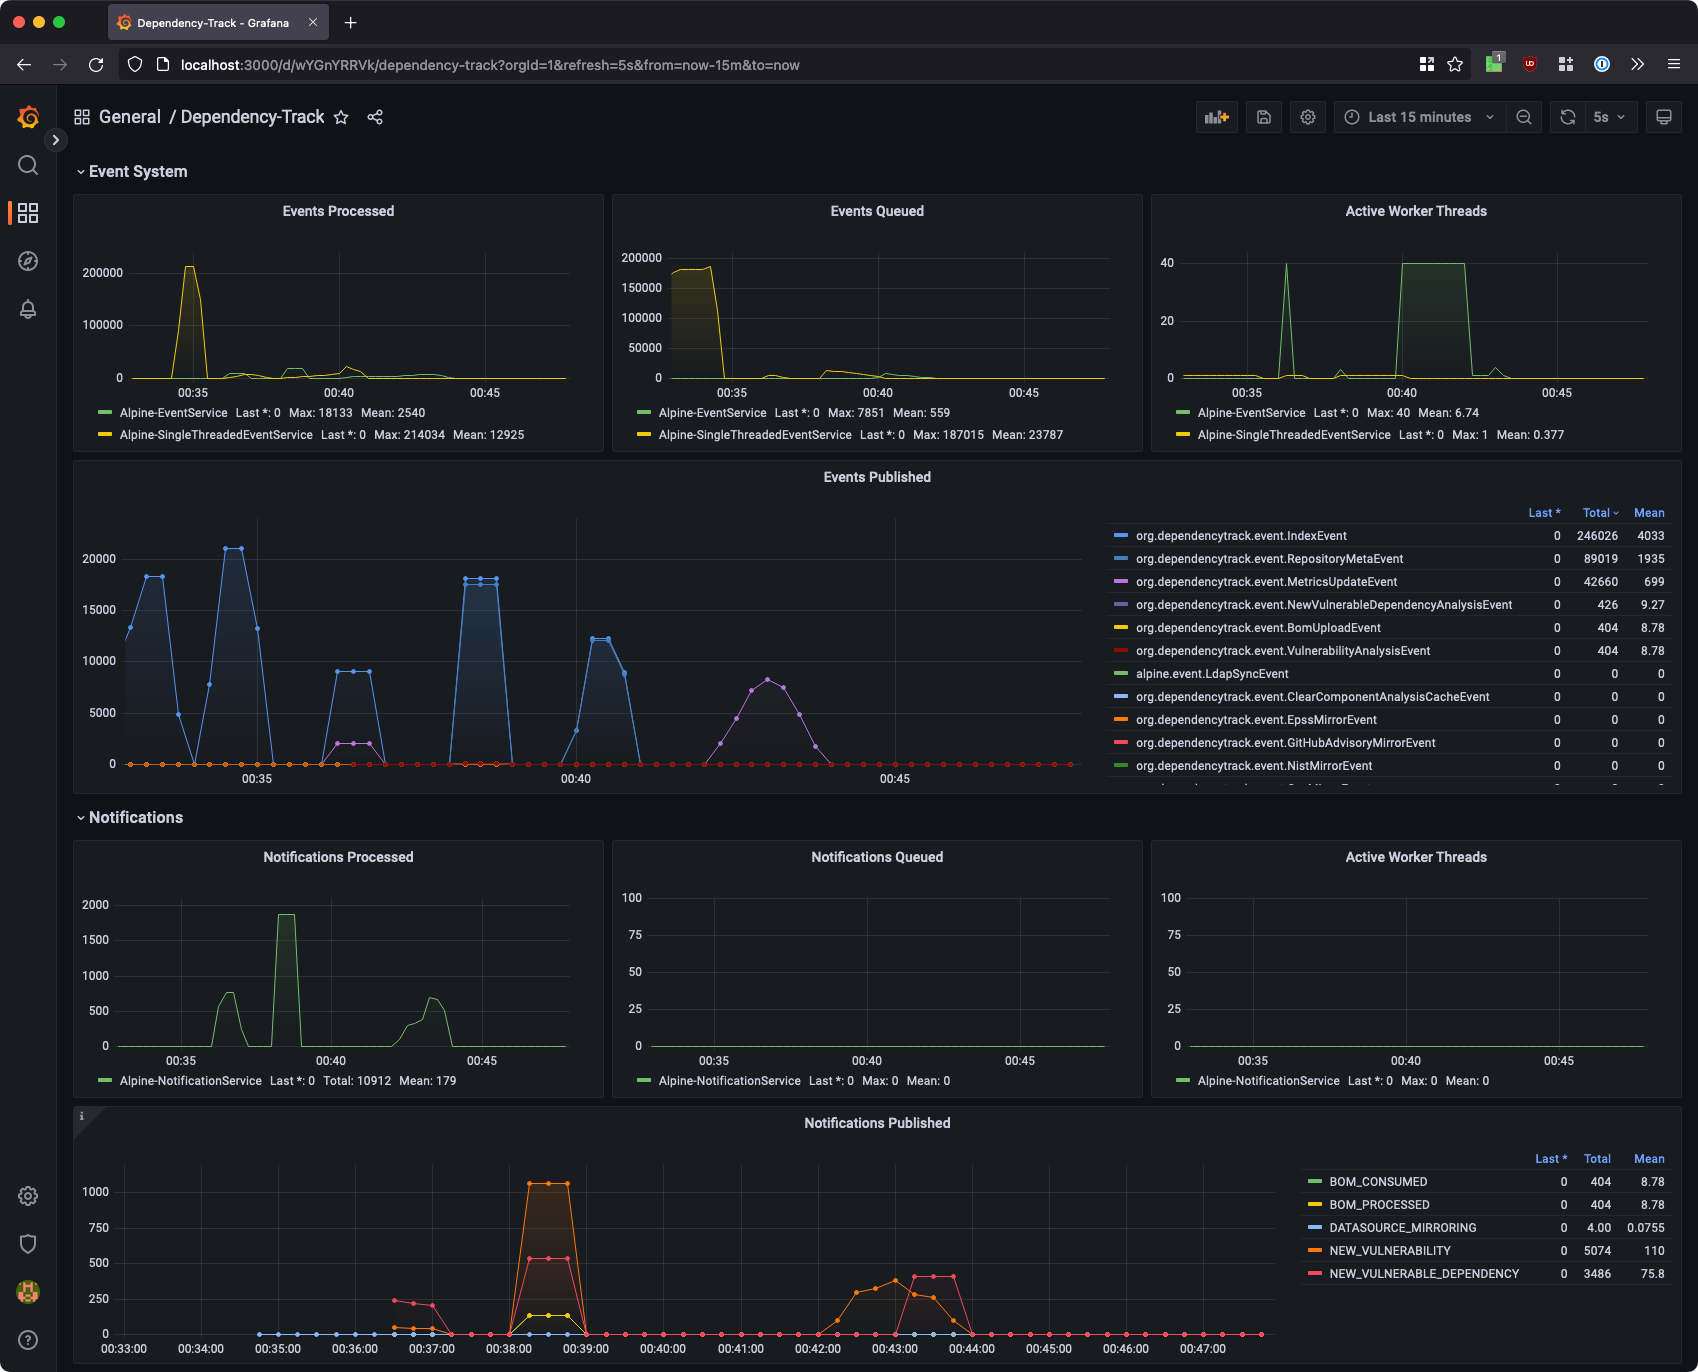 Dependency-Track - Grafana
localhost:3000/d/wYGnYRRVk/dependency-track?orgId=1&refresh=5s&from=now-15m&to=now
1
General / Dependency-Track
Last 15 minutes
5s
Event System
Events Processed
200000
100000
0
00:35 00:40 00:45
Alpine-EventService Last *: 0 Max: 18133 Mean: 2540
Alpine-SingleThreadedEventService Last *: 0 Max: 214034 Mean: 12925
Events Queued
200000
150000
100000
50000
0
00:35 00:40 00:45
Alpine-EventService Last *: 0 Max: 7851 Mean: 559
Alpine-SingleThreadedEventService Last *: 0 Max: 187015 Mean: 23787
Active Worker Threads
40
20
0
00:35 00:40 00:45
Alpine-EventService Last *: 0 Max: 40 Mean: 6.74
Alpine-SingleThreadedEventService Last *: 0 Max: 1 Mean: 0.377
Events Published
20000
15000
10000
5000
0
00:35 00:40 00:45
Last * Total Mean
org.dependencytrack.event.IndexEvent 0 246026 4033
org.dependencytrack.event.RepositoryMetaEvent 0 89019 1935
org.dependencytrack.event.MetricsUpdateEvent 0 42660 699
org.dependencytrack.event.NewVulnerableDependencyAnalysisEvent 0 426 9.27
org.dependencytrack.event.BomUploadEvent 0 404 8.78
org.dependencytrack.event.VulnerabilityAnalysisEvent 0 404 8.78
alpine.event.LdapSyncEvent 0 0 0
org.dependencytrack.event.ClearComponentAnalysisCacheEvent 0 0 0
org.dependencytrack.event.EpssMirrorEvent 0 0 0
org.dependencytrack.event.GitHubAdvisoryMirrorEvent 0 0 0
org.dependencytrack.event.NistMirrorEvent 0 0 0
Notifications
Notifications Processed
2000
1500
1000
500
0
00:35 00:40 00:45
Alpine-NotificationService Last *: 0 Total: 10912 Mean: 179
Notifications Queued
100
75
50
25
0
00:35 00:40 00:45
Alpine-NotificationService Last *: 0 Max: 0 Mean: 0
Active Worker Threads
100
75
50
25
0
00:35 00:40 00:45
Alpine-NotificationService Last *: 0 Max: 0 Mean: 0
i
Notifications Published
1000
750
500
250
0
00:33:00 00:34:00 00:35:00 00:36:00 00:37:00 00:38:00 00:39:00 00:40:00 00:41:00 00:42:00 00:43:00 00:44:00 00:45:00 00:46:00 00:47:00
Last * Total Mean
BOM_CONSUMED 0 404 8.78
BOM_PROCESSED 0 404 8.78
DATASOURCE_MIRRORING 0 4.00 0.0755
NEW_VULNERABILITY 0 5074 110
NEW_VULNERABLE_DEPENDENCY 0 3486 75.8